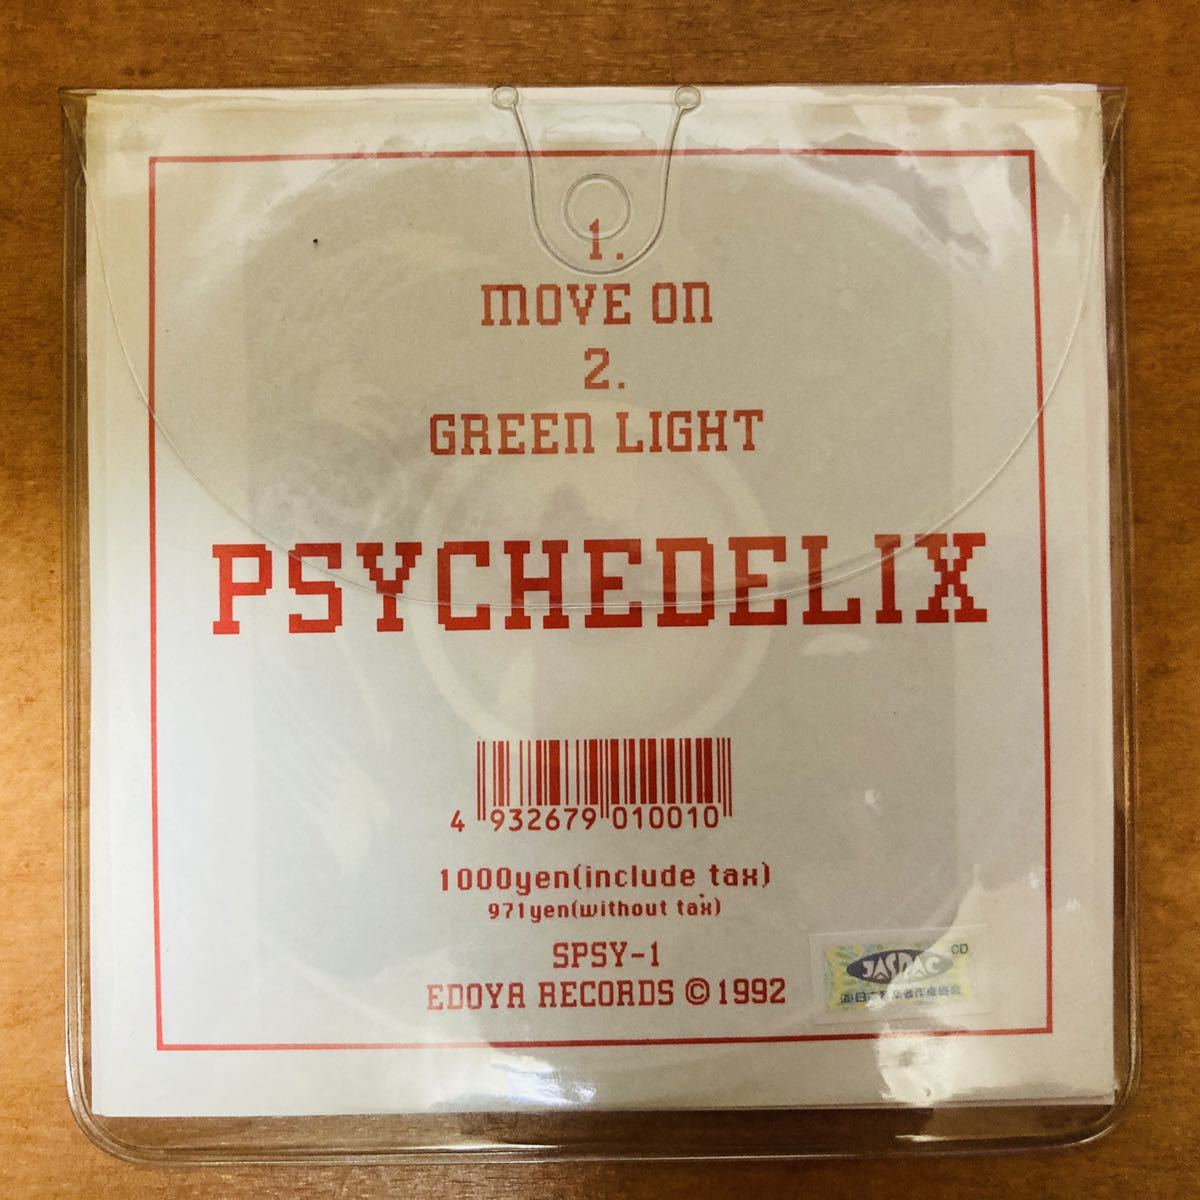 1.
MOVE ON
2.
GREEN LIGHT
PSYCHEDELIX
4 932679 010010
1000yen(include tax)
971yen(without tax)
SPSY-1
EDOYA RECORDS © 1992
CD
JASRAC